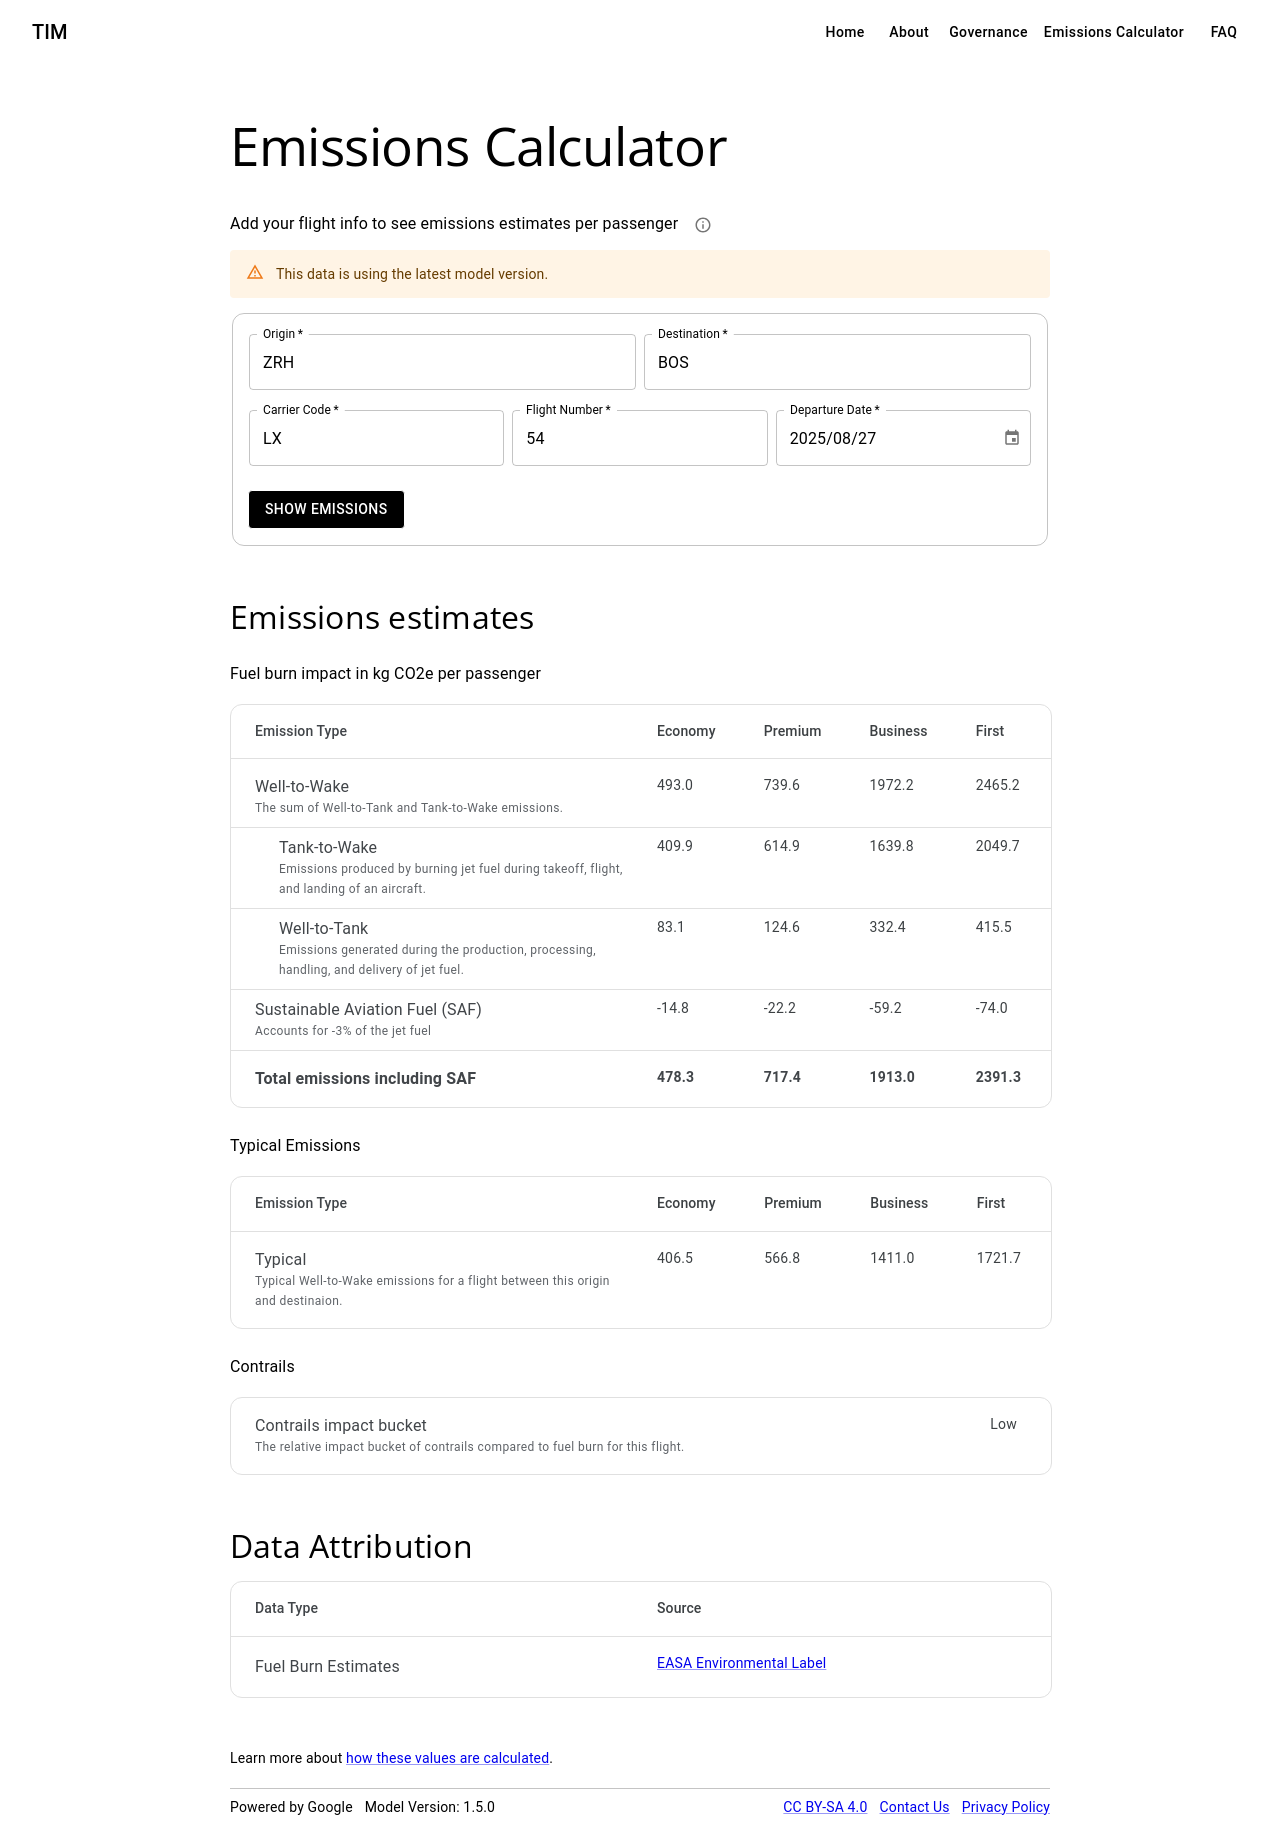 TIM
Home About Governance Emissions Calculator FAQ
Emissions Calculator
Add your flight info to see emissions estimates per passenger
This data is using the latest model version.
Origin * Destination *
ZRH BOS
Carrier Code * Flight Number * Departure Date *
LX 54 2025/08/27
SHOW EMISSIONS
Emissions estimates
Fuel burn impact in kg CO2e per passenger
Emission Type Economy Premium Business First
Well-to-Wake 493.0 739.6 1972.2 2465.2
The sum of Well-to-Tank and Tank-to-Wake emissions.
Tank-to-Wake 409.9 614.9 1639.8 2049.7
Emissions produced by burning jet fuel during takeoff, flight,
and landing of an aircraft.
Well-to-Tank 83.1 124.6 332.4 415.5
Emissions generated during the production, processing,
handling, and delivery of jet fuel.
Sustainable Aviation Fuel (SAF) -14.8 -22.2 -59.2 -74.0
Accounts for -3% of the jet fuel
Total emissions including SAF 478.3 717.4 1913.0 2391.3
Typical Emissions
Emission Type Economy Premium Business First
Typical 406.5 566.8 1411.0 1721.7
Typical Well-to-Wake emissions for a flight between this origin
and destinaion.
Contrails
Contrails impact bucket Low
The relative impact bucket of contrails compared to fuel burn for this flight.
Data Attribution
Data Type Source
Fuel Burn Estimates EASA Environmental Label
Learn more about how these values are calculated.
Powered by Google Model Version: 1.5.0 CC BY-SA 4.0 Contact Us Privacy Policy